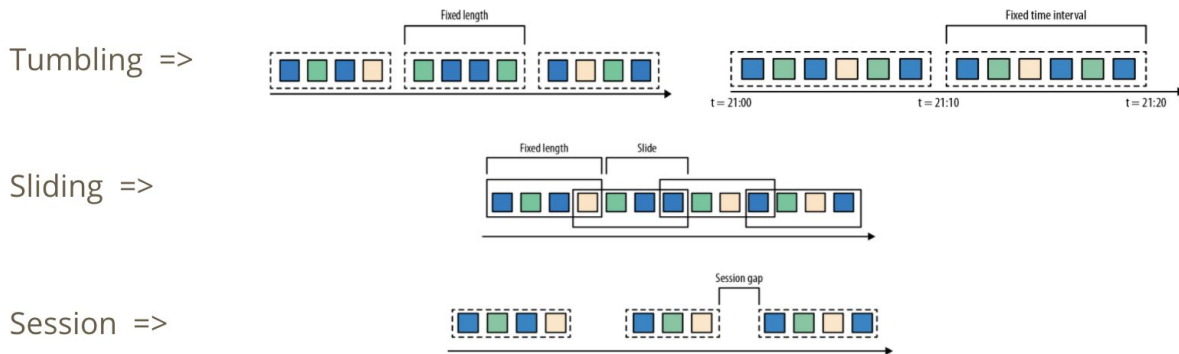 Fixed length
Fixed time interval
Tumbling =>
t = 21:00
t = 21:10
t = 21:20
Fixed length
Slide
Sliding =>
Session gap
Session =>